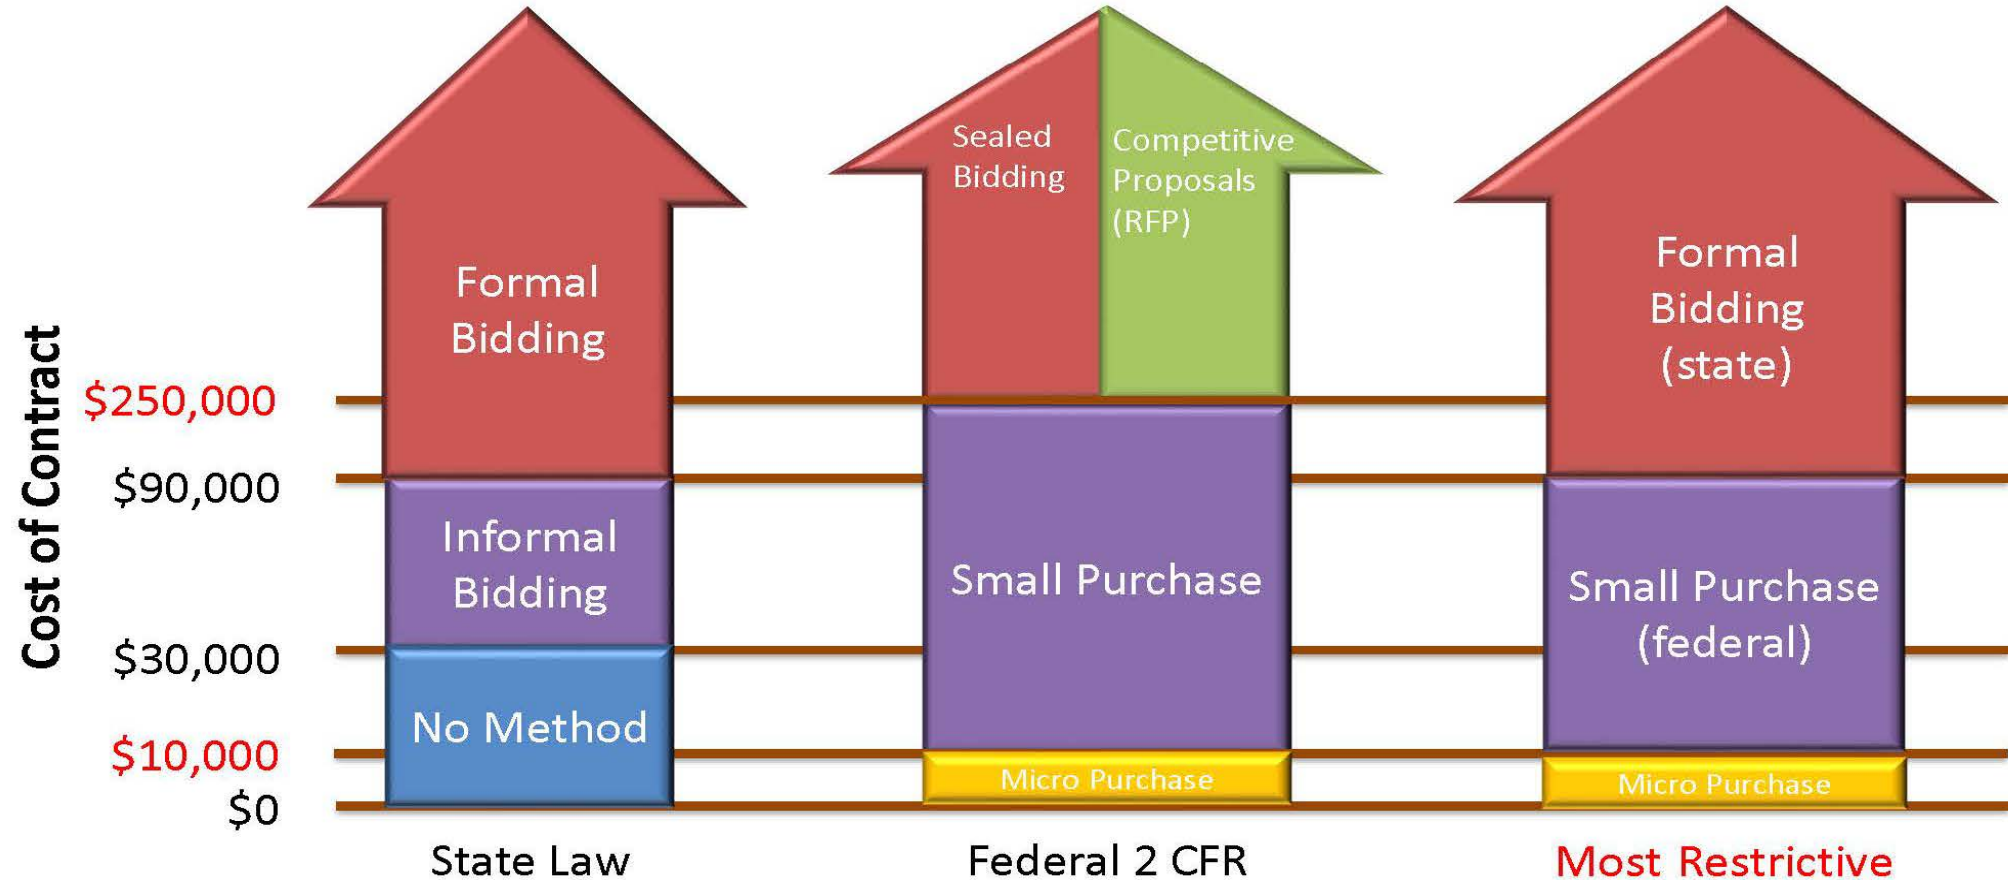 Cost of Contract
$250,000
$90,000
$30,000
$10,000
$0
Formal
Bidding
Informal
Bidding
No Method
State Law
Sealed
Bidding
Competitive
Proposals
(RFP)
Small Purchase
Micro Purchase
Federal 2 CFR
Formal
Bidding
(state)
Small Purchase
(federal)
Micro Purchase
Most Restrictive